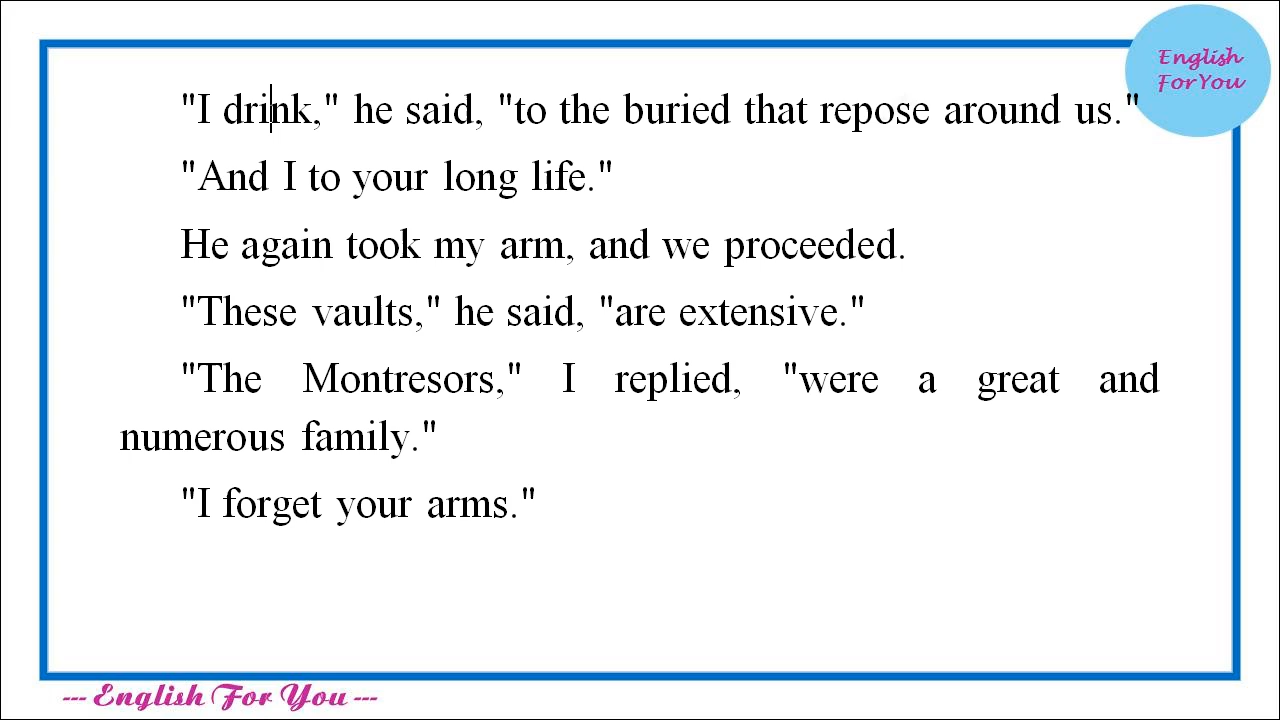 English
ForYou
"I drink," he said, "to the buried that repose around us."
"And I to your long life."
He again took my arm, and we proceeded.
"These vaults," he said, "are extensive."
"The Montresors," I replied, "were a great and
numerous family."
"I forget your arms."
--- English For You ---